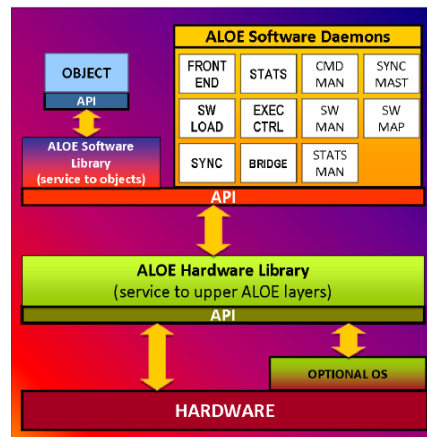 ALOE Software Daemons
OBJECT
API
ALOE Software
Library
(service to objects)
FRONT
END
STATS
CMD
MAN
SYNC
MAST
SW
LOAD
EXEC
CTRL
SW
MAN
SW
MAP
SYNC
BRIDGE
STATS
MAN
API
ALOE Hardware Library
(service to upper ALOE layers)
API
OPTIONAL OS
HARDWARE